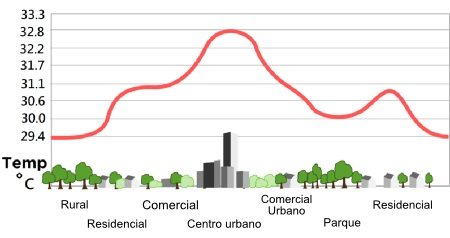 33.3
32.8
32.2
31.7
31.1
30.6
30.0
29.4
Temp
°C
Rural
Residencial
Comercial
Centro urbano
Comercial
Urbano
Parque
Residencial